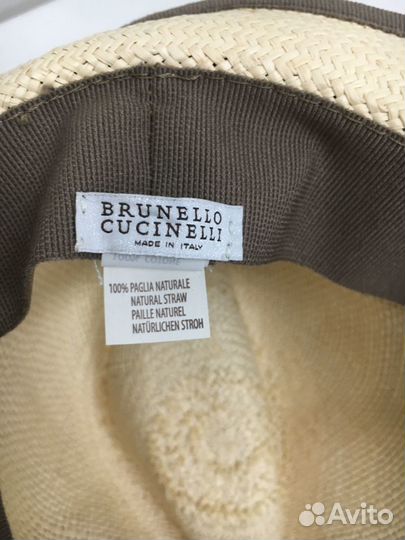 BRUNELLO
CUCINELLI
MADE IN ITALY
100% PAGLIA NATURALE
NATURAL STRAW
PAILLE NATUREL
NATÜRLICHEN STROH
Avito